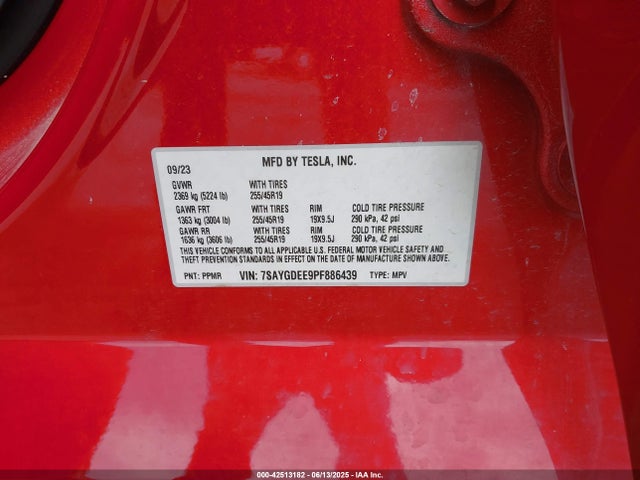 09/23 MFD BY TESLA, INC.
GVWR WITH TIRES
2369 kg (5224 lb) 255/45R19
GAWR FRT WITH TIRES RIM COLD TIRE PRESSURE
1363 kg (3004 lb) 255/45R19 19X9.5J 290 kPa, 42 psi
GAWR RR WITH TIRES RIM COLD TIRE PRESSURE
1636 kg (3606 lb) 255/45R19 19X9.5J 290 kPa, 42 psi
THIS VEHICLE CONFORMS TO ALL APPLICABLE U.S. FEDERAL MOTOR VEHICLE SAFETY AND
THEFT PREVENTION STANDARDS IN EFFECT ON THE DATE OF MANUFACTURE SHOWN ABOVE.
PNT: PPMR VIN: 7SAYGDEE9PF886439 TYPE: MPV
000-42513182 - 06/13/2025 - IAA Inc.